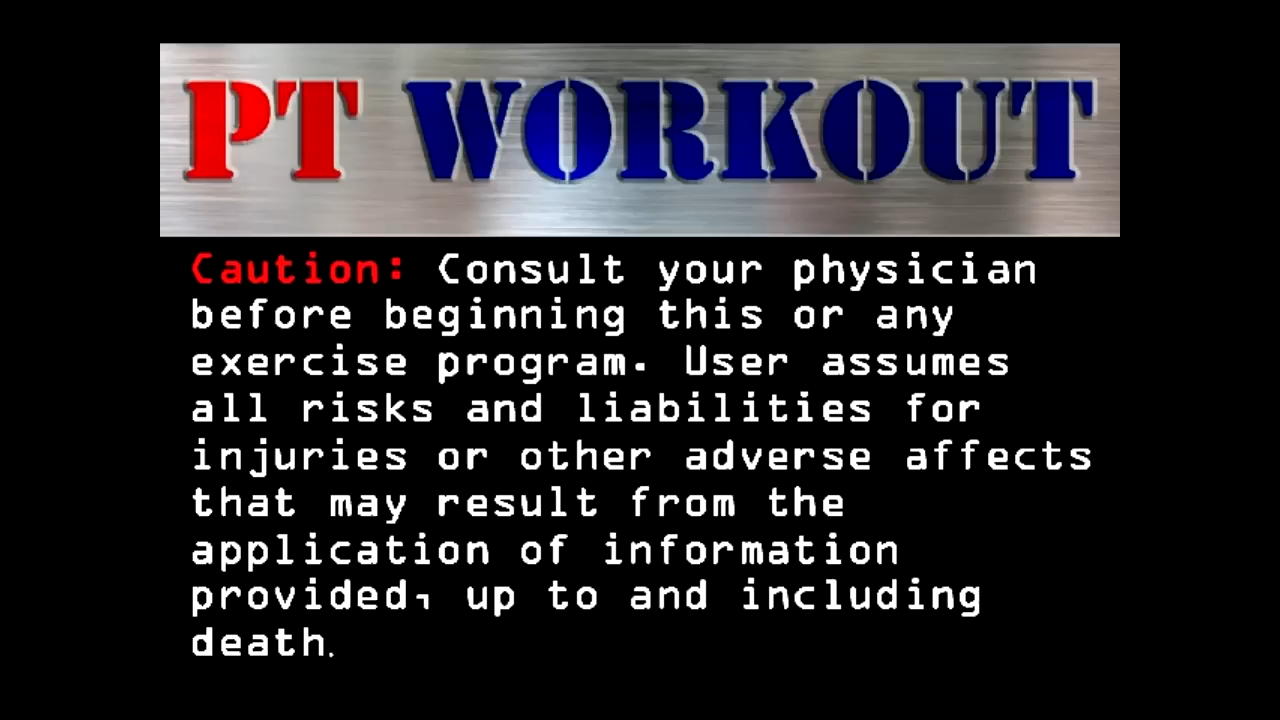 PT WORKOUT
Caution: Consult your physician
before beginning this or any
exercise program. User assumes
all risks and liabilities for
injuries or other adverse affects
that may result from the
application of information
provided, up to and including
death.